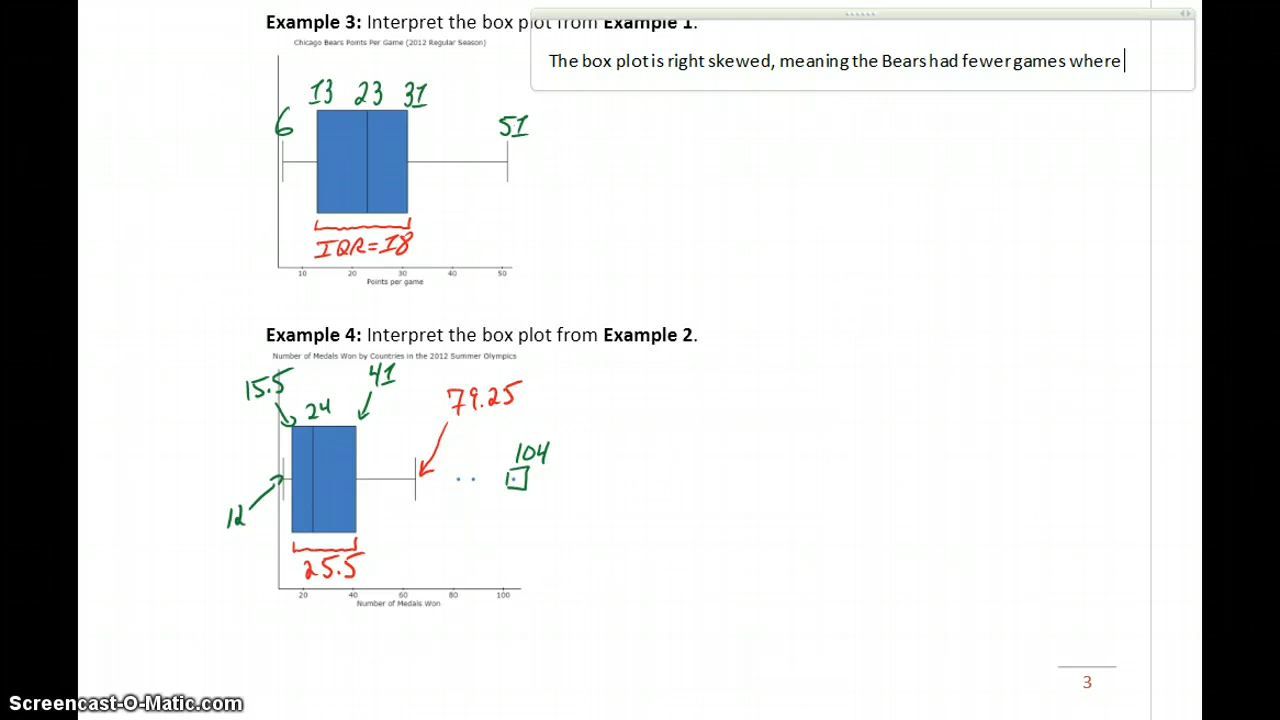 Example 3: Interpret the box plot from Example 1.
The box plot is right skewed, meaning the Bears had fewer games where
Chicago Bears Points Per Game (2012 Regular Season)
13 23 31
6
51
IQR=18
10 20 30 40 50
Points per game
Example 4: Interpret the box plot from Example 2.
Number of Medals Won by Countries in the 2012 Summer Olympics
15.5
24
41
79.25
104
12
25.5
20 40 60 80 100
Number of Medals Won
3
Screencast-O-Matic.com